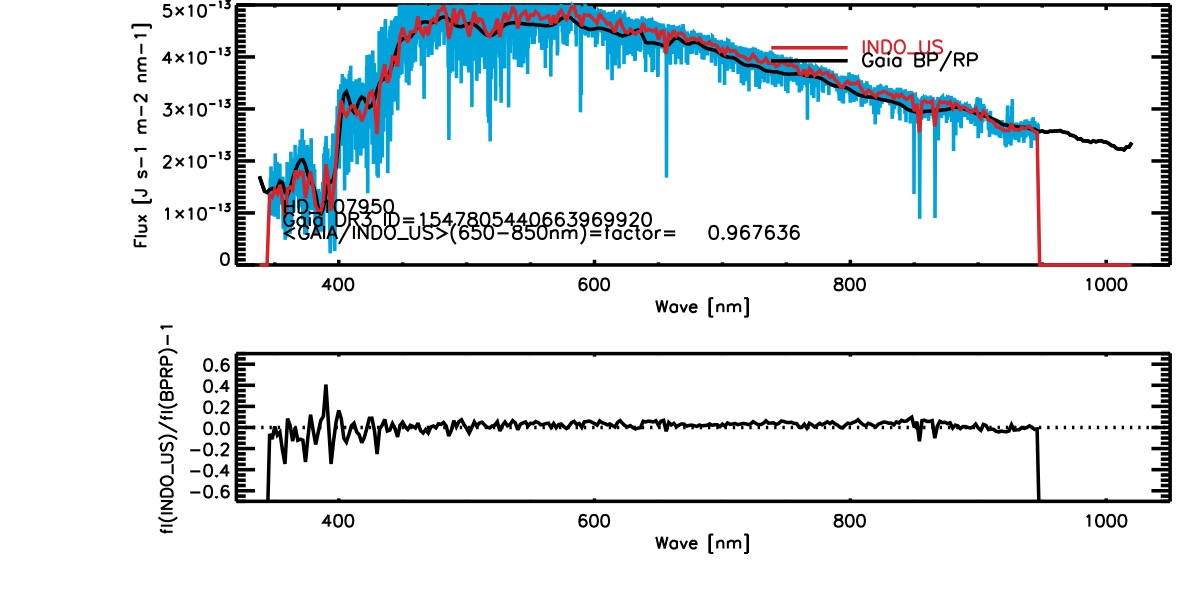 5×10−13
4×10−13
3×10−13
2×10−13
1×10−13
0
Flux [J s−1 m−2 nm−1]
INDO_US
Gaia BP/RP
HD_107950
Gaia DR3 ID=1547805440663969920
<GAIA/INDO_US>(650−850nm)=factor= 0.967636
400 600 800 1000
Wave [nm]
fl(INDO_US)/fl(BPRP)−1
0.6
0.4
0.2
0.0
−0.2
−0.4
−0.6
400 600 800 1000
Wave [nm]